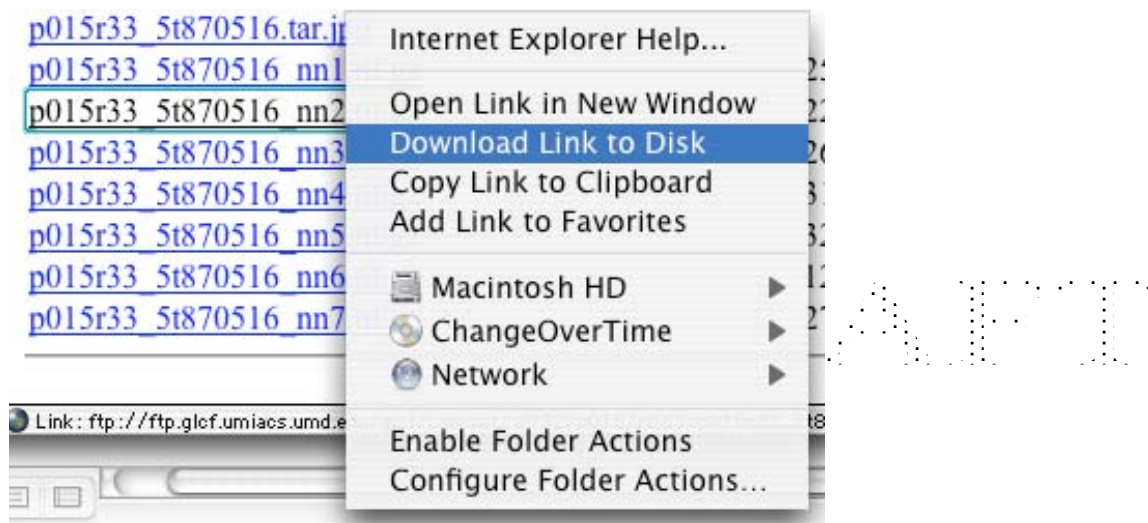 p015r33_5t870516.tar.jp
p015r33_5t870516_nn1
p015r33_5t870516_nn2
p015r33_5t870516_nn3
p015r33_5t870516_nn4
p015r33_5t870516_nn5
p015r33_5t870516_nn6
p015r33_5t870516_nn7
Link: ftp://ftp.glcf.umiacs.umd.e
Internet Explorer Help...
Open Link in New Window
Download Link to Disk
Copy Link to Clipboard
Add Link to Favorites
Macintosh HD
ChangeOverTime
Network
Enable Folder Actions
Configure Folder Actions...